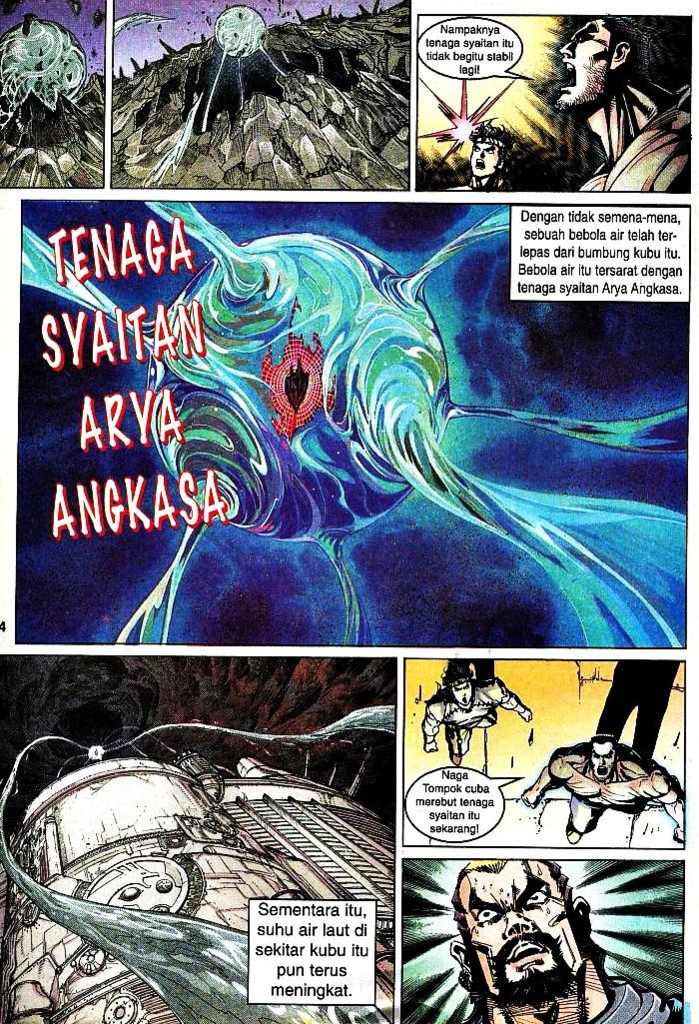 Nampaknya
tenaga syaitan itu
tidak begitu stabil
lagi!
Dengan tidak semena-mena,
sebuah bebola air telah ter-
lepas dari bumbung kubu itu.
Bebola air itu tersarat dengan
tenaga syaitan Arya Angkasa.
TENAGA
SYAITAN
ARYA
ANGKASA
4
Naga
Tompok cuba
merebut tenaga
syaitan itu
sekarang!
Sementara itu,
suhu air laut di
sekitar kubu itu
pun terus
meningkat.